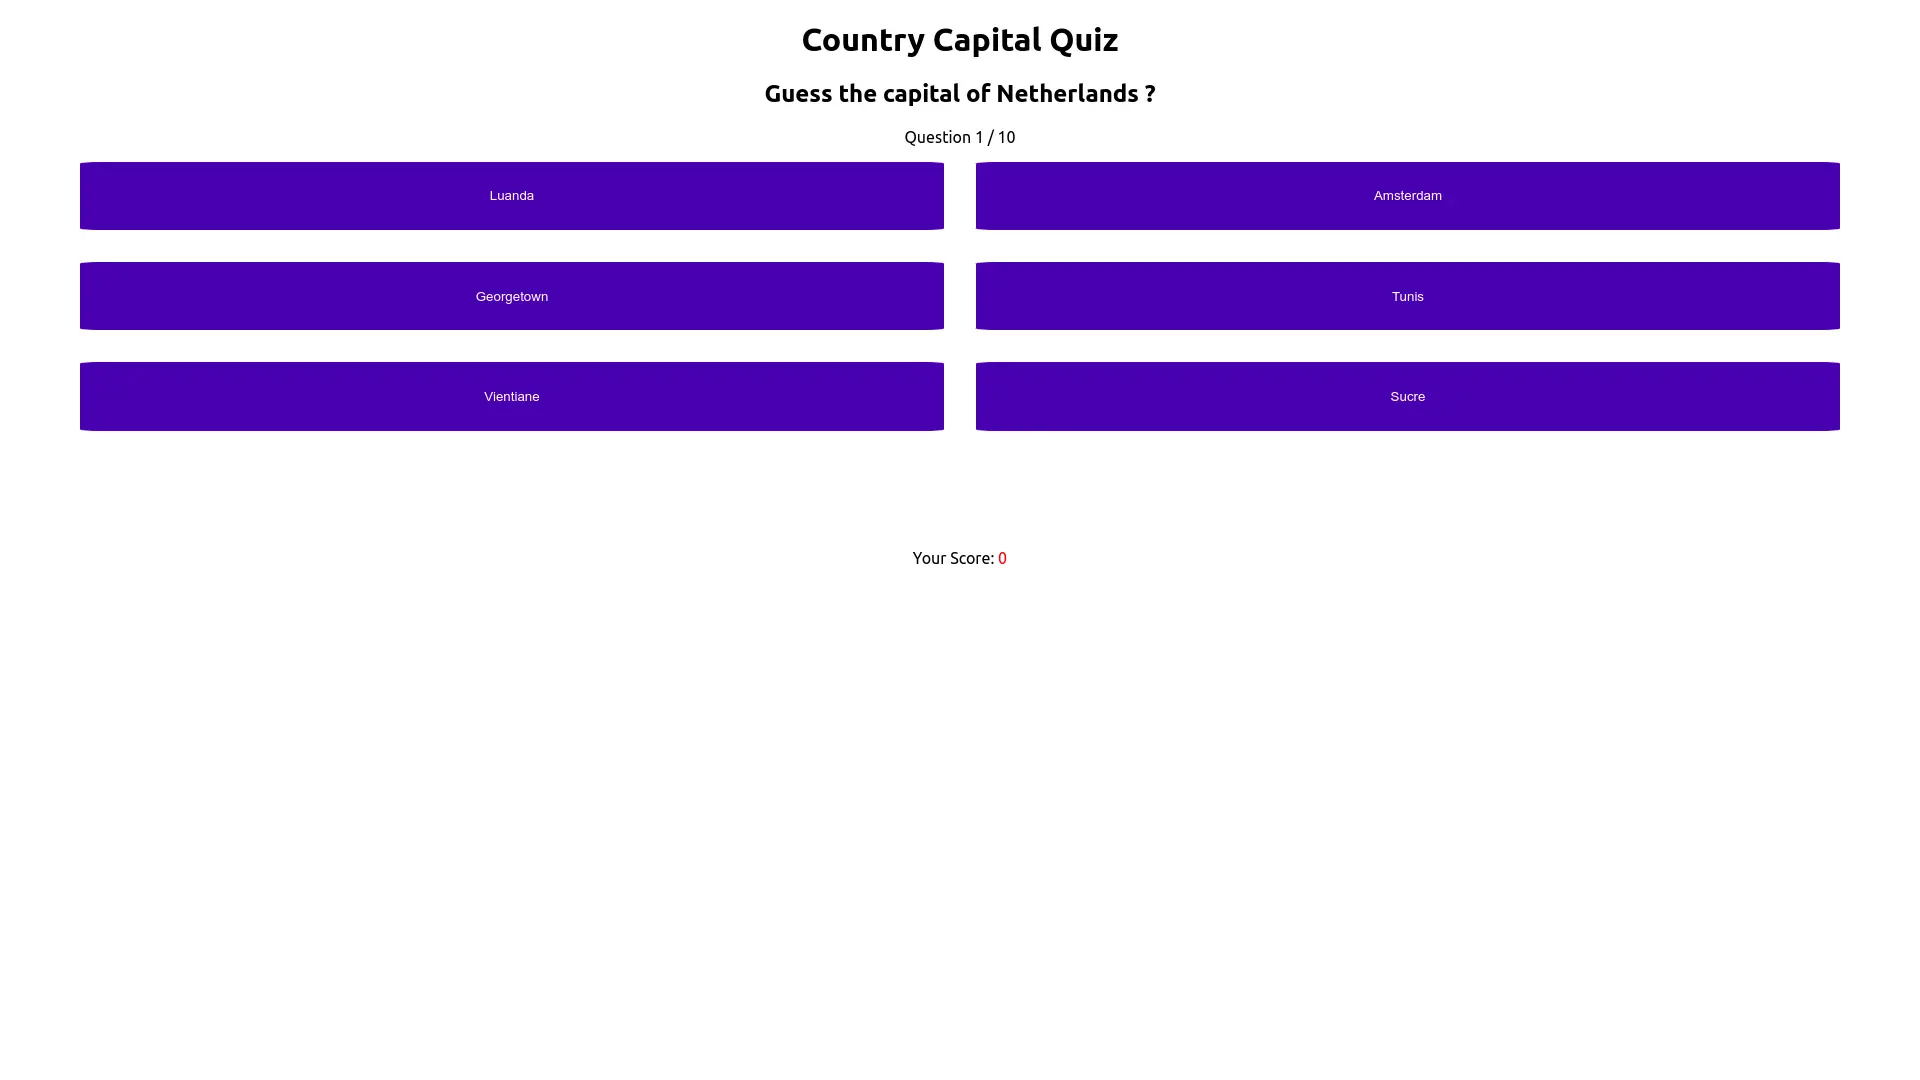 Country Capital Quiz
Guess the capital of Netherlands ?
Question 1 / 10
Luanda
Amsterdam
Georgetown
Tunis
Vientiane
Sucre
Your Score: 0